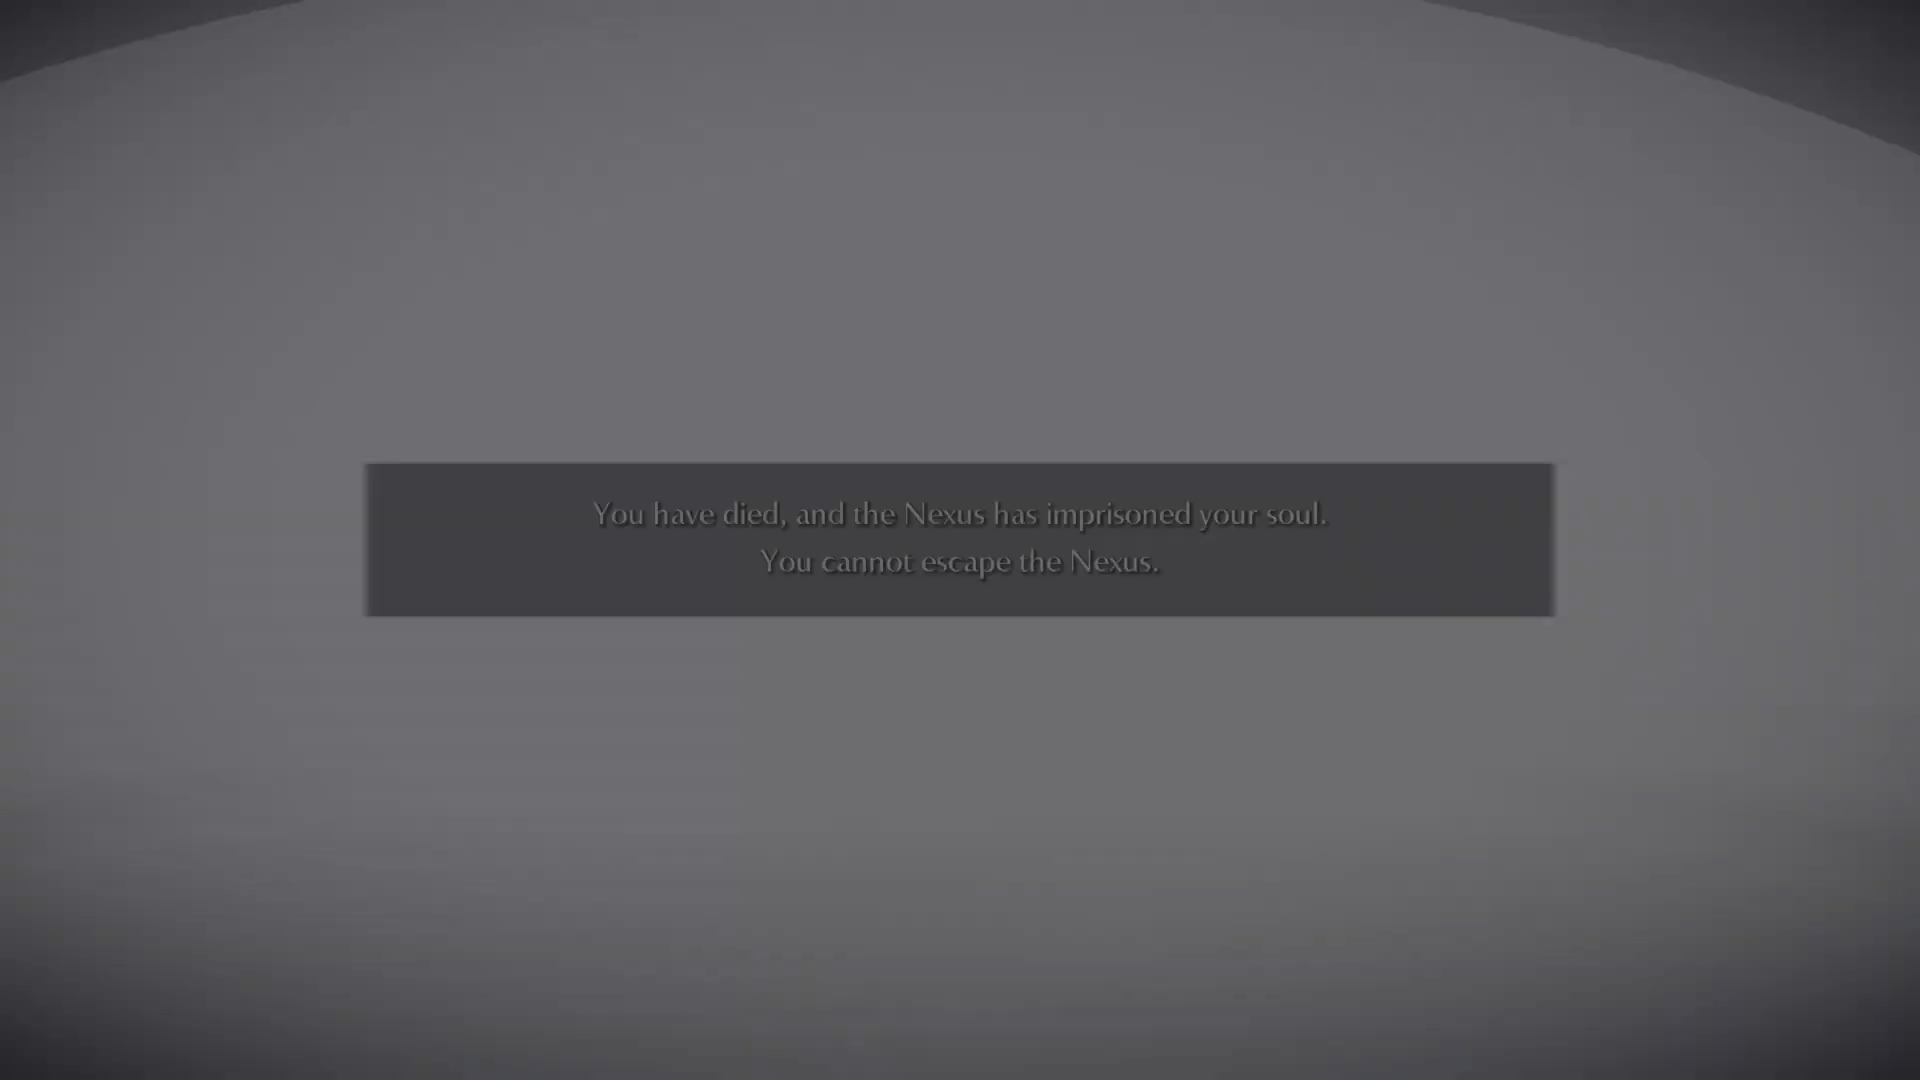 You have died, and the Nexus has imprisoned your soul.
You cannot escape the Nexus.